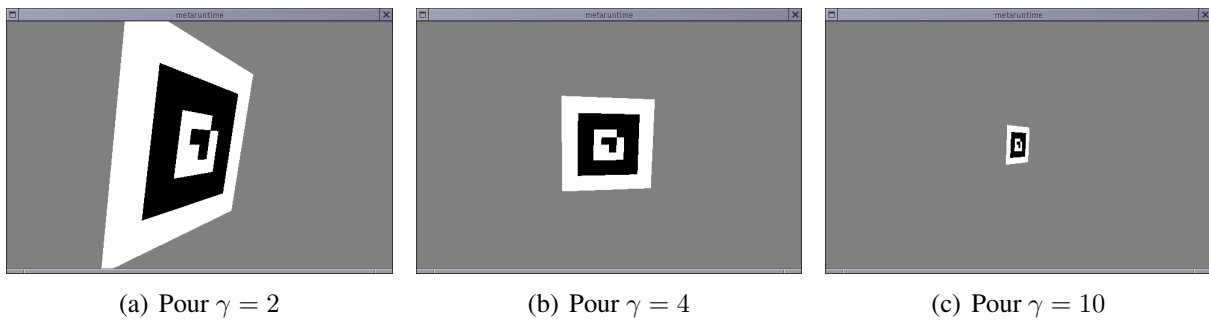 metaruntime
metaruntime
metaruntime
(a) Pour γ = 2
(b) Pour γ = 4
(c) Pour γ = 10